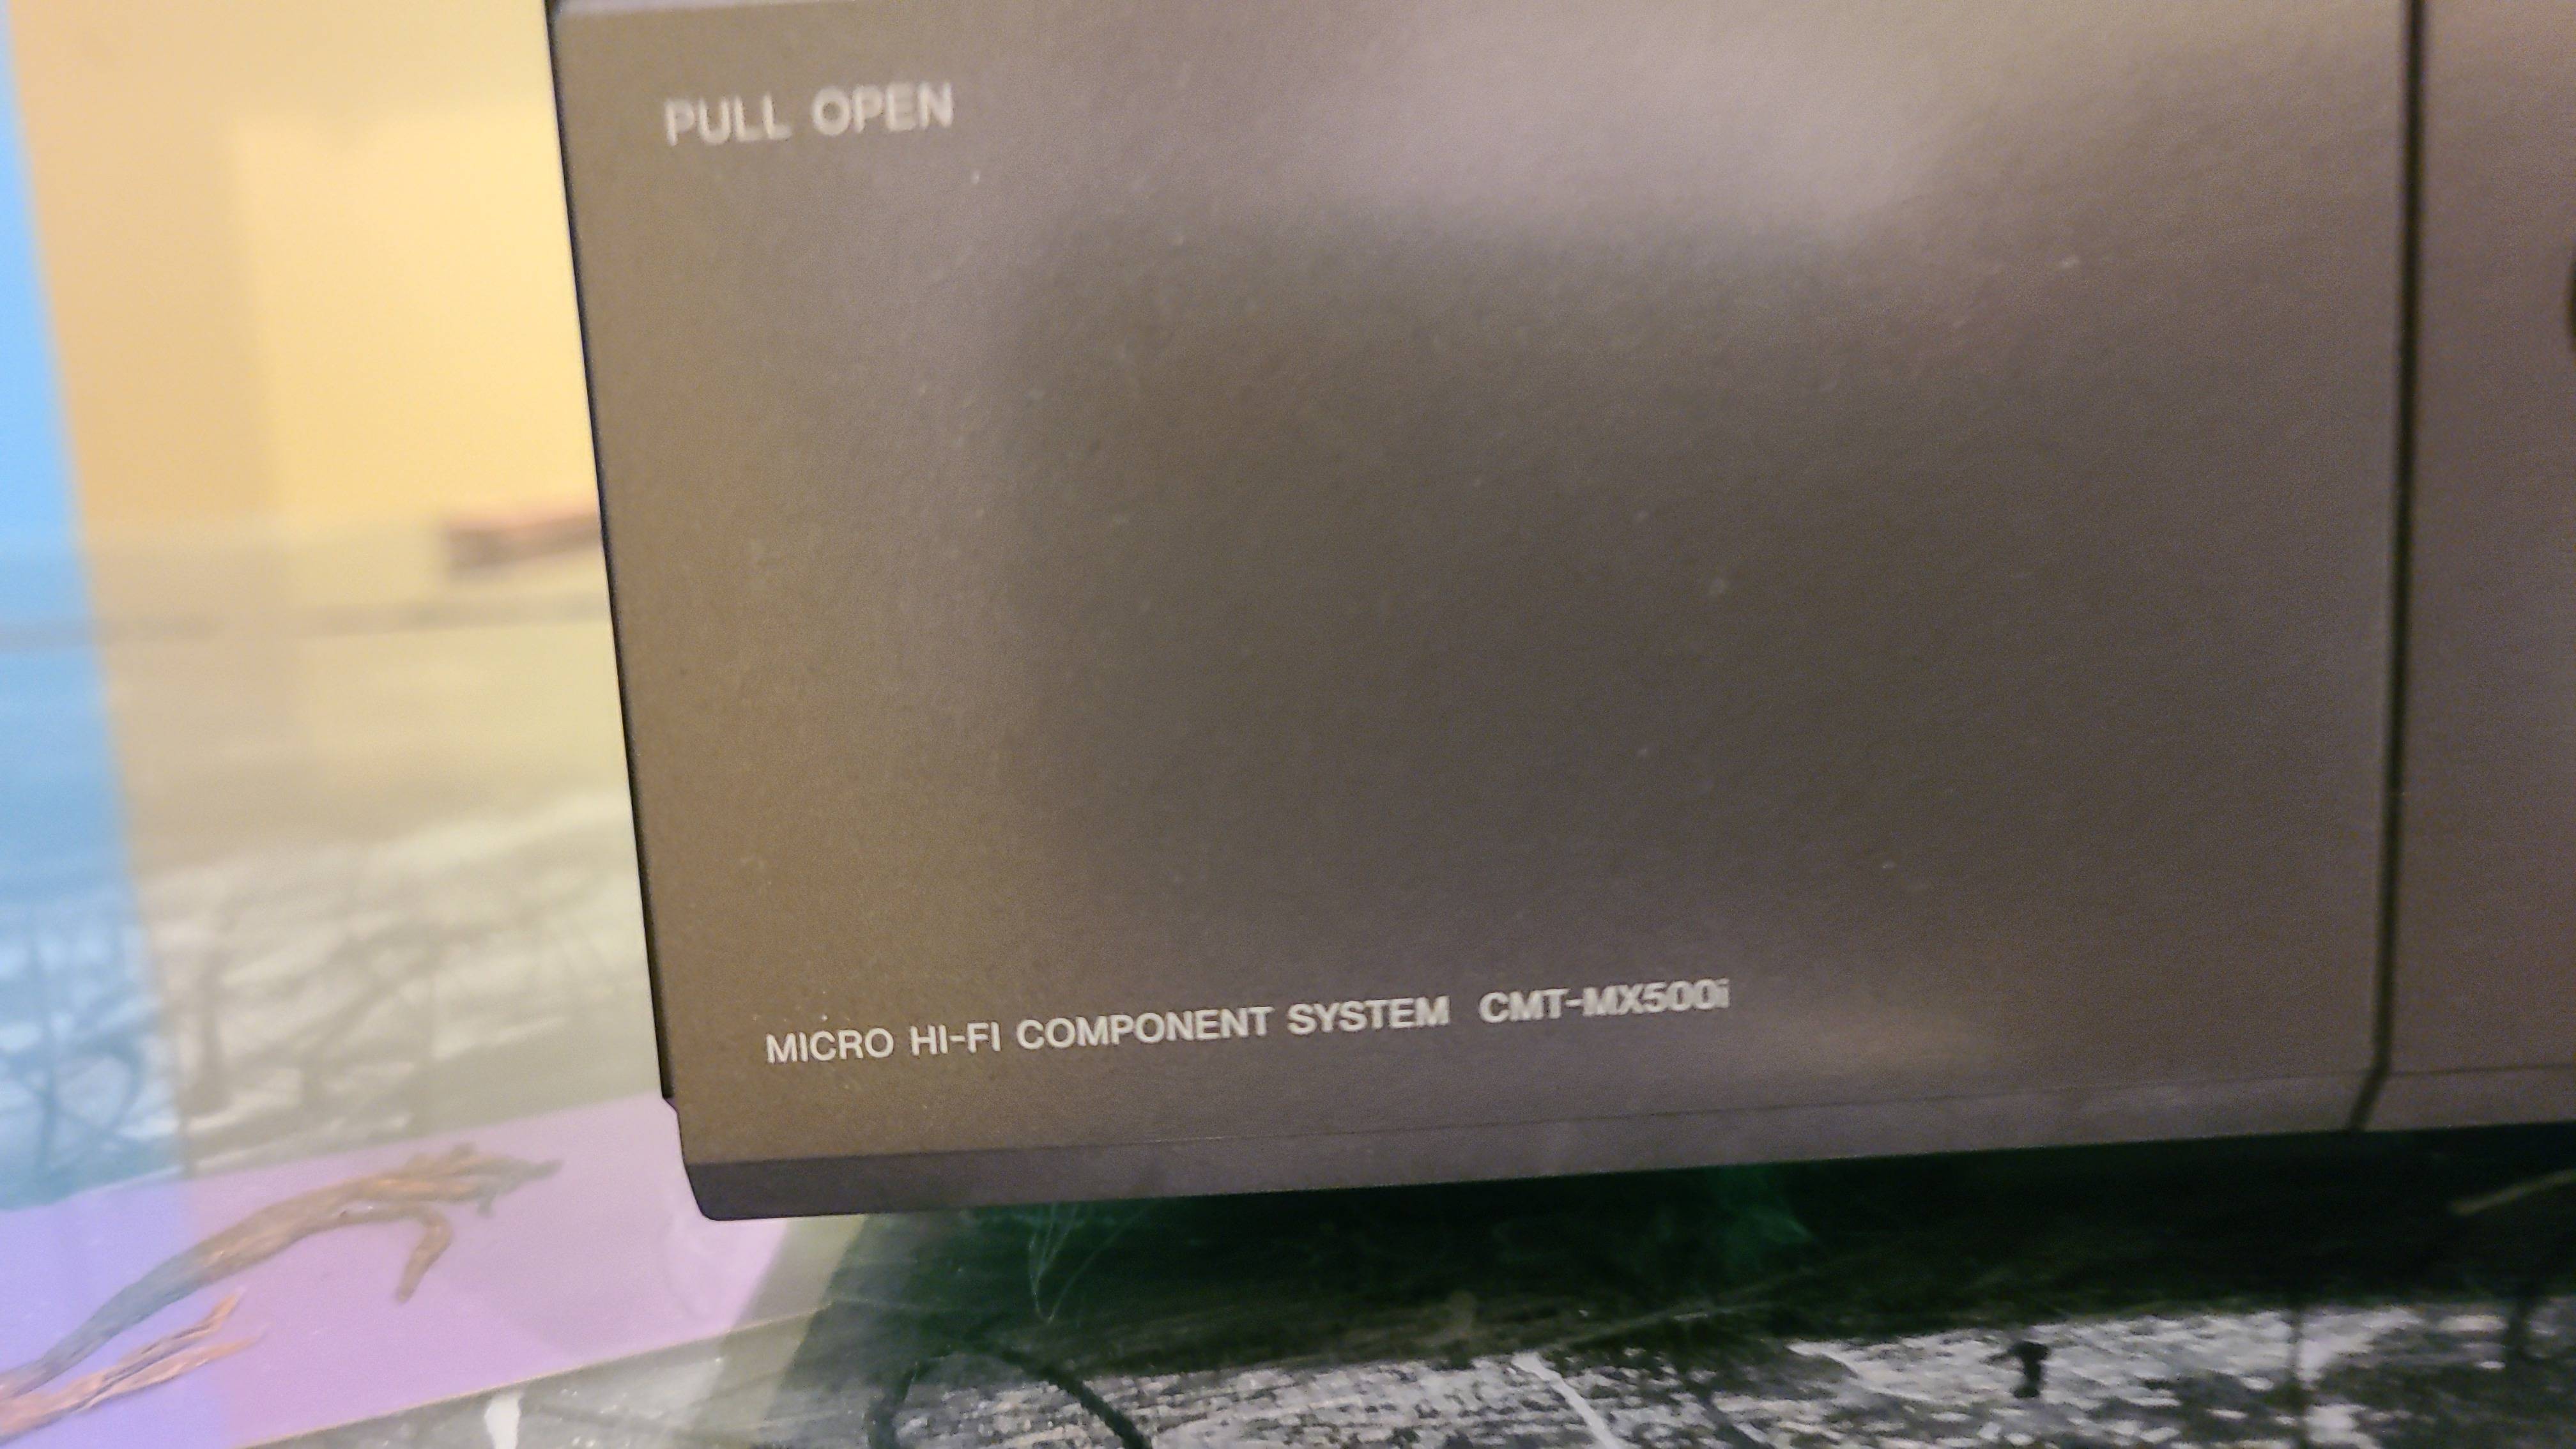 PULL OPEN
MICRO HI-FI COMPONENT SYSTEM CMT-MX500i